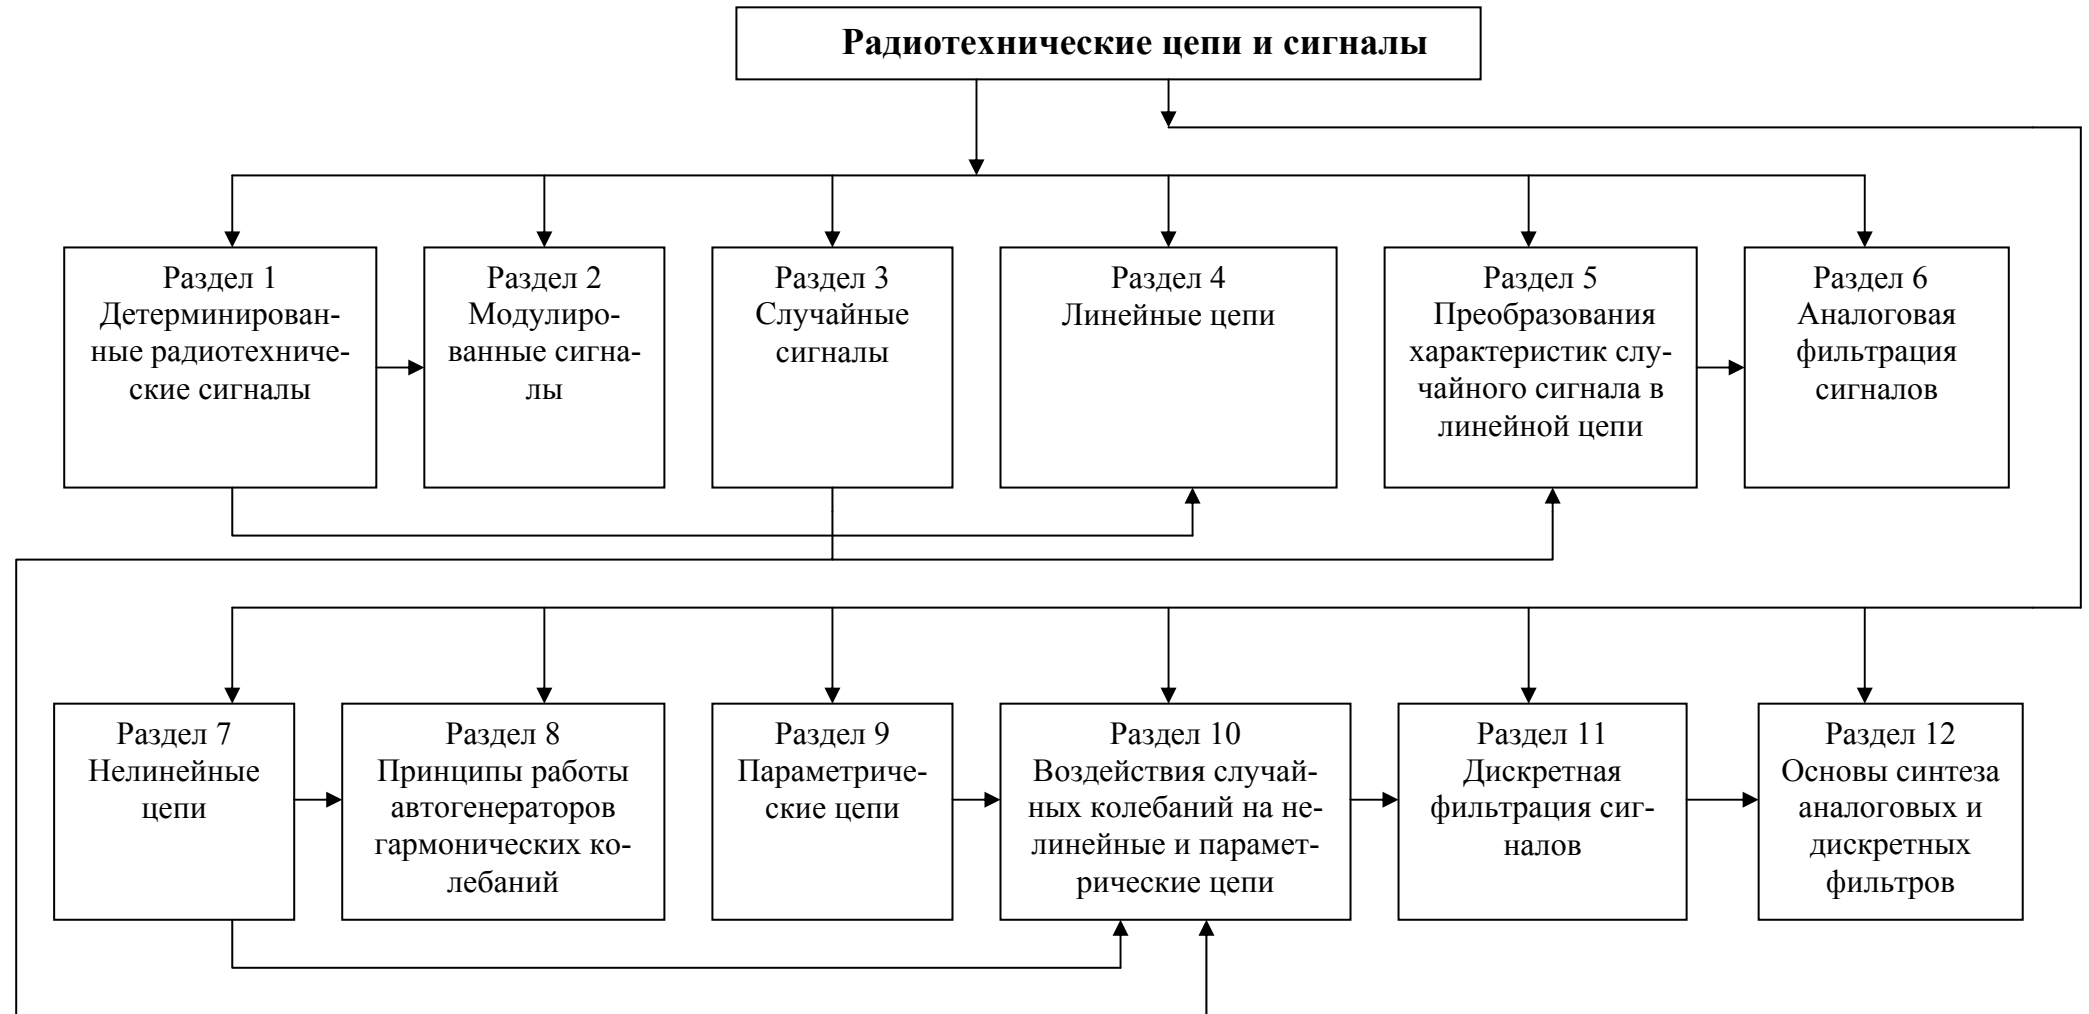 Радиотехнические цепи и сигналы
Раздел 1
Детерминирован-
ные радиотехниче-
ские сигналы
Раздел 2
Модулиро-
ванные сигна-
лы
Раздел 3
Случайные
сигналы
Раздел 4
Линейные цепи
Раздел 5
Преобразования
характеристик слу-
чайного сигнала в
линейной цепи
Раздел 6
Аналоговая
фильтрация
сигналов
Раздел 7
Нелинейные
цепи
Раздел 8
Принципы работы
автогенераторов
гармонических ко-
лебаний
Раздел 9
Параметриче-
ские цепи
Раздел 10
Воздействия случай-
ных колебаний на не-
линейные и парамет-
рические цепи
Раздел 11
Дискретная
фильтрация сиг-
налов
Раздел 12
Основы синтеза
аналоговых и
дискретных
фильтров